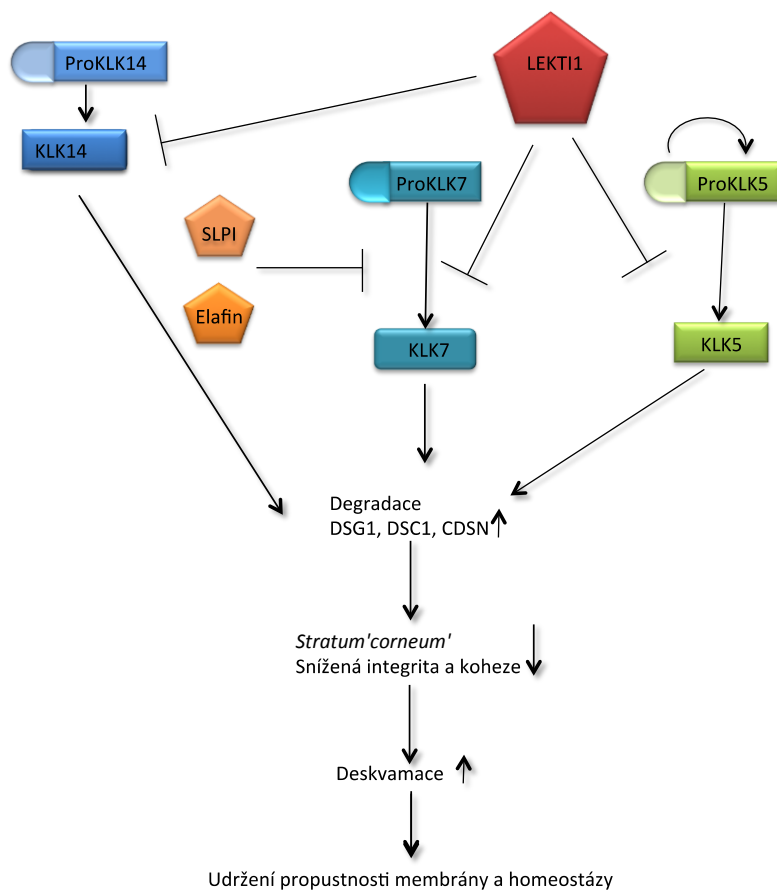 ProKLK14
LEKTI1
KLK14
ProKLK7
ProKLK5
SLPI
Elafin
KLK7
KLK5
Degradace
DSG1, DSC1, CDSN
Stratum'corneum'
Snížená integrita a koheze
Deskvamace
Udržení propustnosti membrány a homeostázy